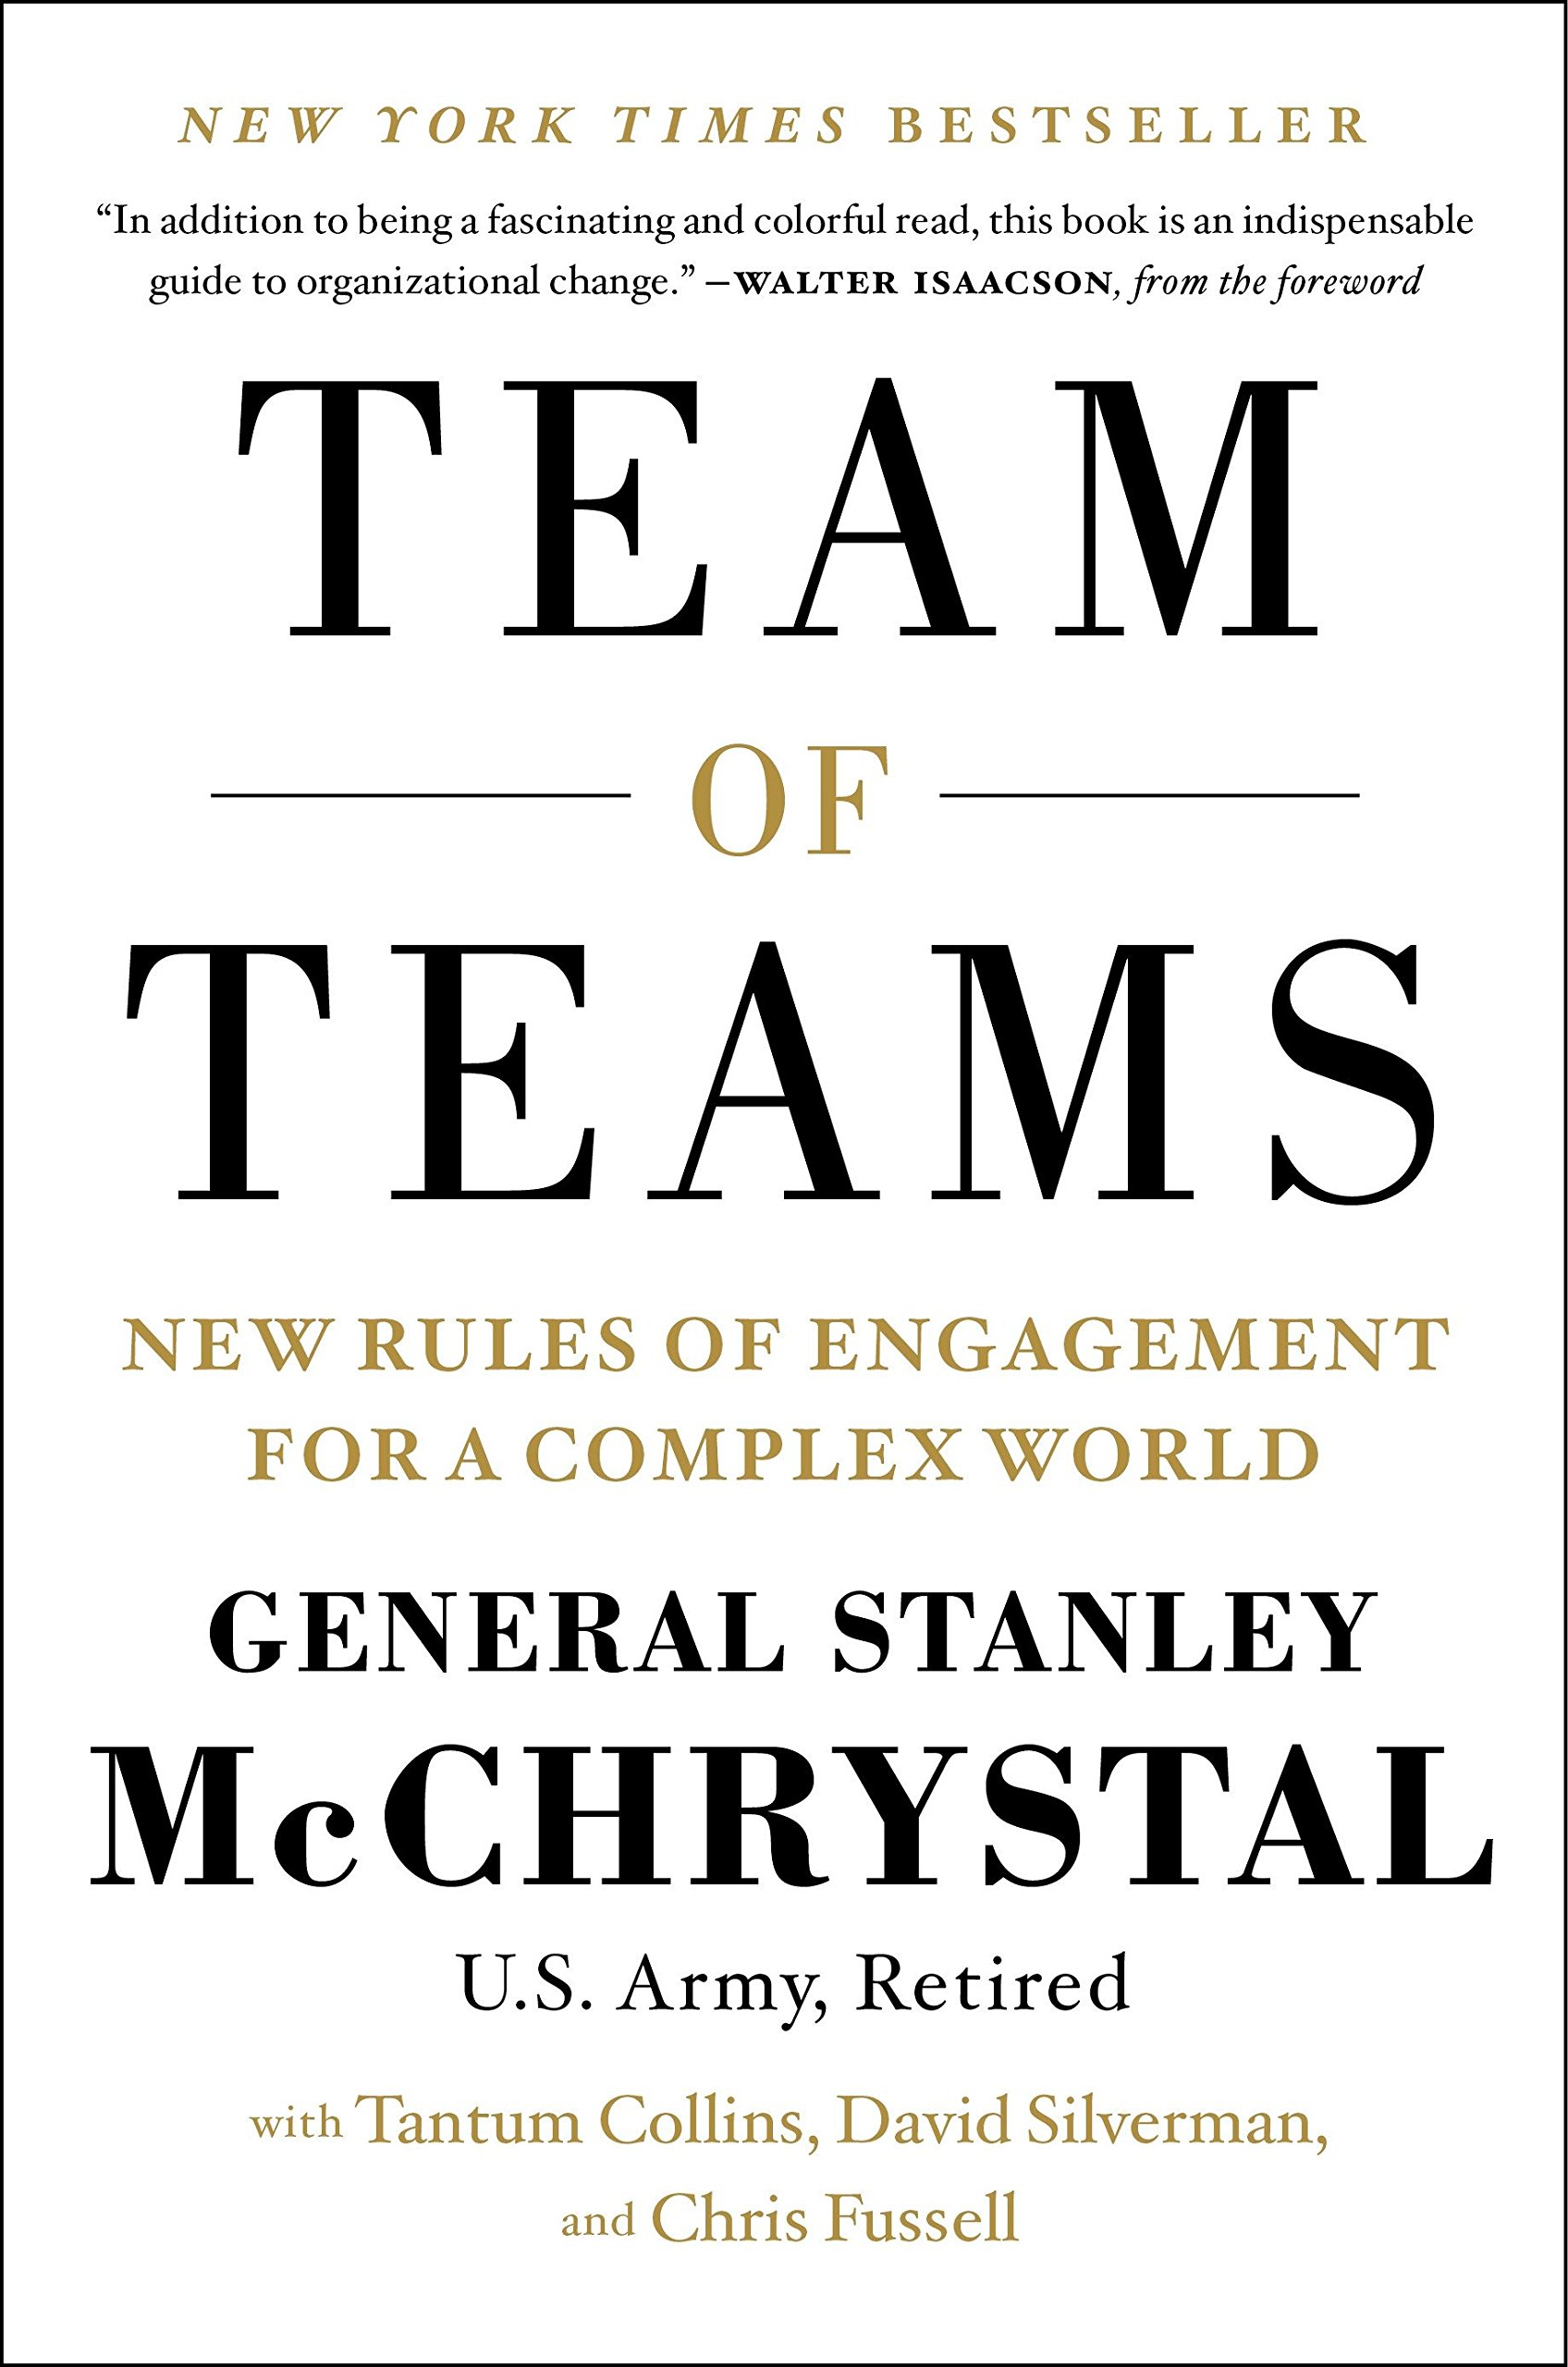 NEW YORK TIMES BESTSELLER
“In addition to being a fascinating and colorful read, this book is an indispensable
guide to organizational change.” —WALTER ISAACSON, from the foreword
TEAM
OF
TEAMS
NEW RULES OF ENGAGEMENT
FOR A COMPLEX WORLD
GENERAL STANLEY
McCHRYSTAL
U.S. Army, Retired
with Tantum Collins, David Silverman,
and Chris Fussell